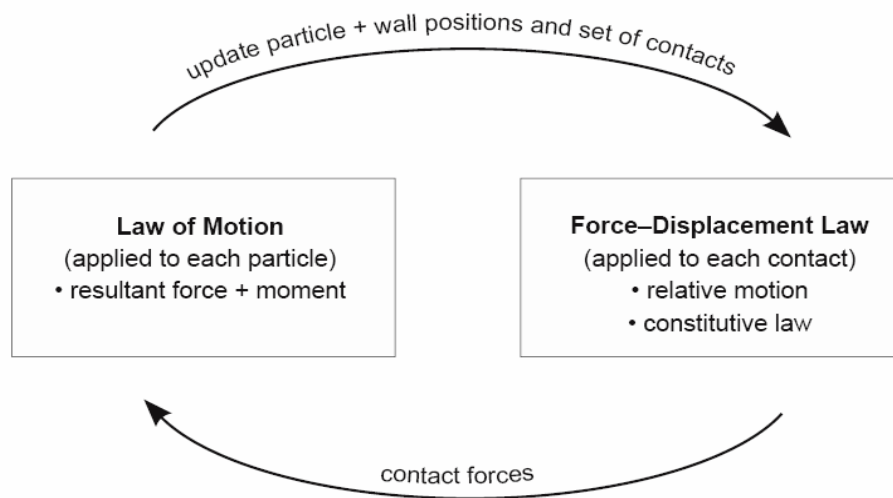 update particle + wall positions and set of contacts
Law of Motion
(applied to each particle)
• resultant force + moment
Force–Displacement Law
(applied to each contact)
• relative motion
• constitutive law
contact forces